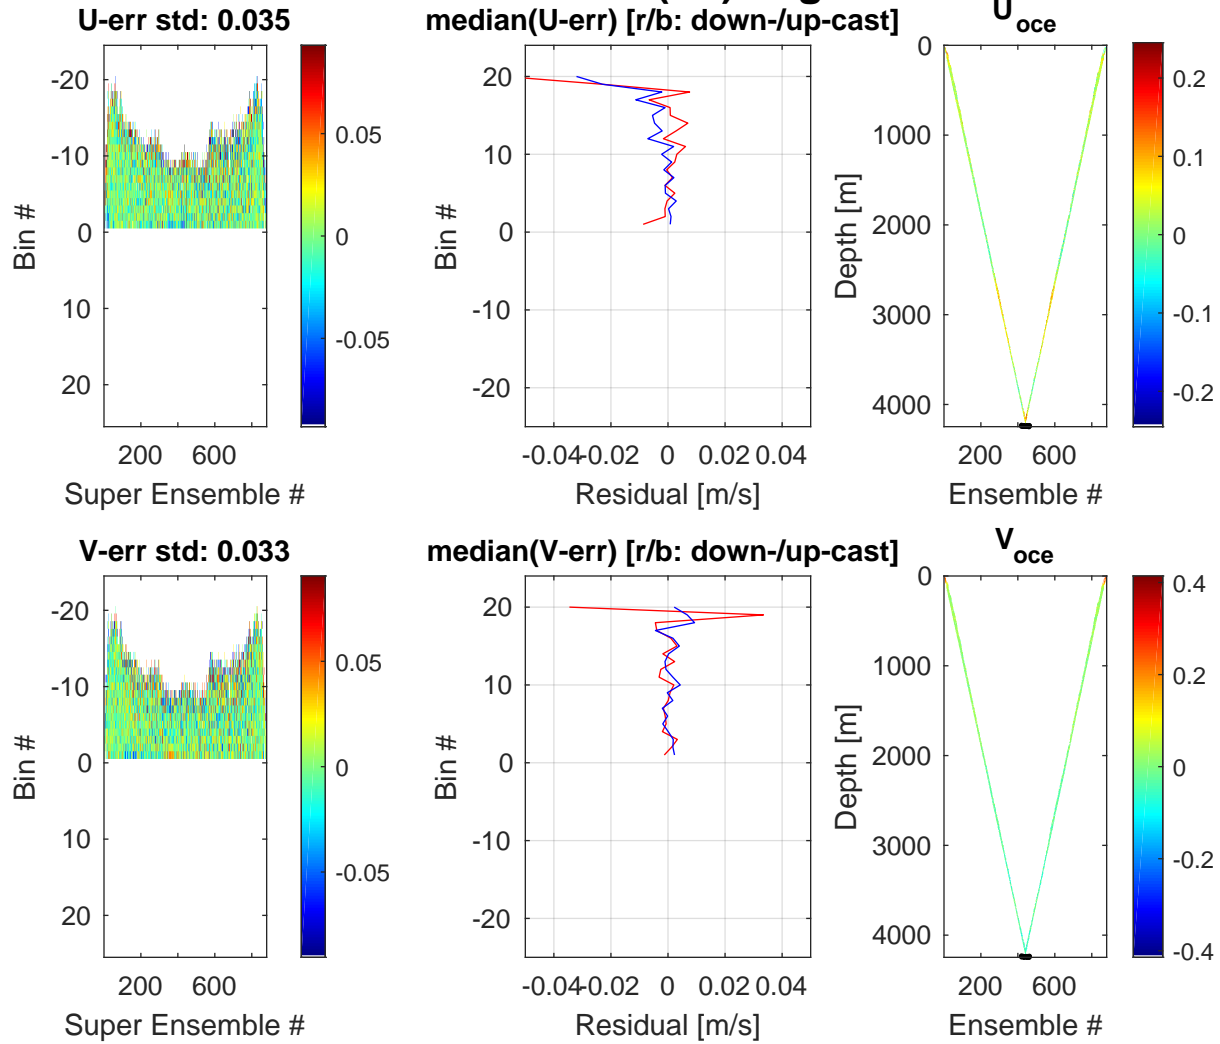 U-err std: 0.035
median(U-err) [r/b: down-/up-cast]
U
oce
-20
-10
0
10
20
Bin #
200 600
Super Ensemble #
0.05
0
-0.05
20
10
0
-10
-20
Bin #
-0.04 -0.02 0 0.02 0.04
Residual [m/s]
0
1000
2000
3000
4000
Depth [m]
200 600
Ensemble #
0.2
0.1
0
-0.1
-0.2
V-err std: 0.033
median(V-err) [r/b: down-/up-cast]
V
oce
-20
-10
0
10
20
Bin #
200 600
Super Ensemble #
0.05
0
-0.05
20
10
0
-10
-20
Bin #
-0.04 -0.02 0 0.02 0.04
Residual [m/s]
0
1000
2000
3000
4000
Depth [m]
200 600
Ensemble #
0.4
0.2
0
-0.2
-0.4